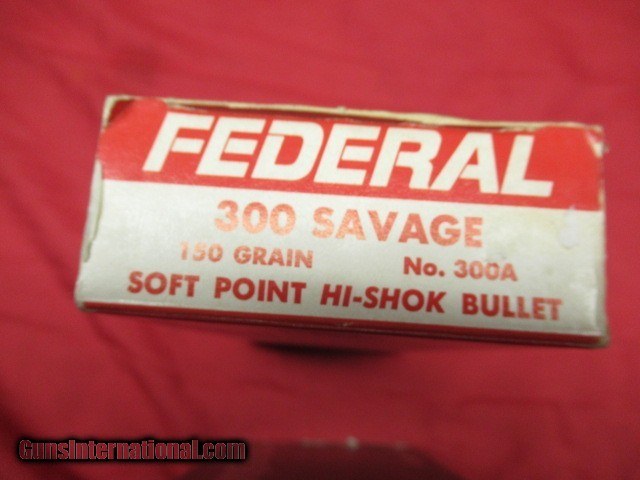 FEDERAL
300 SAVAGE
150 GRAIN No. 300A
SOFT POINT HI-SHOK BULLET
GunsInternational.com